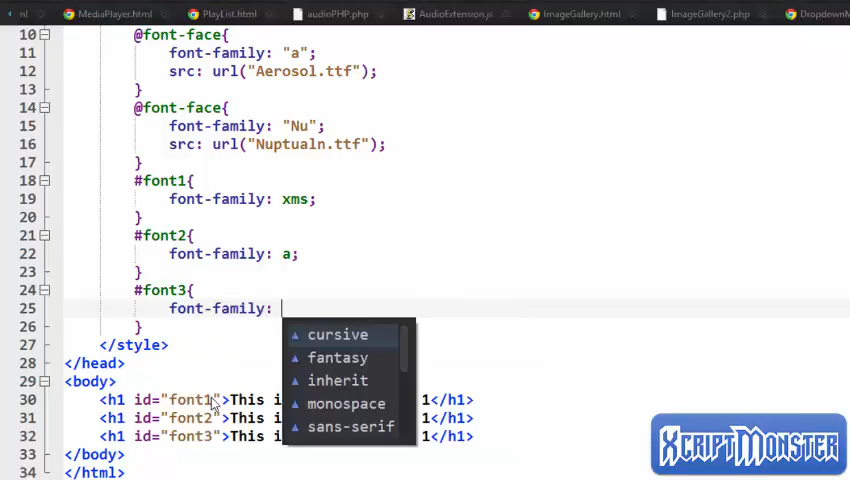 ml MediaPlayer.html PlayList.html audioPHP.php AudioExtension.js ImageGallery.html ImageGallery2.php DropdownM
10 @font-face{
11 font-family: "a";
12 src: url("Aerosol.ttf");
13 }
14 @font-face{
15 font-family: "Nu";
16 src: url("Nuptualn.ttf");
17 }
18 #font1{
19 font-family: xms;
20 }
21 #font2{
22 font-family: a;
23 }
24 #font3{
25 font-family:
26 }
cursive
fantasy
inherit
monospace
sans-serif
27 </style>
28 </head>
29 <body>
30 <h1 id="font1">This i 1</h1>
31 <h1 id="font2">This i 1</h1>
32 <h1 id="font3">This i 1</h1>
33 </body>
34 </html>
XCRIPTMONSTER